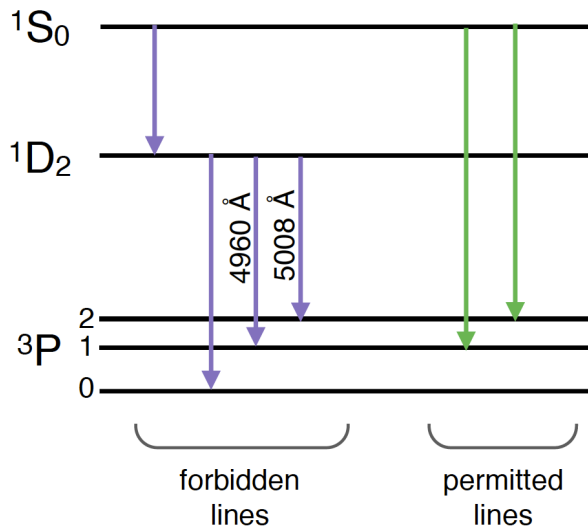 ¹S₀
¹D₂
4960 Å
5008 Å
2
³P 1
0
forbidden
lines
permitted
lines